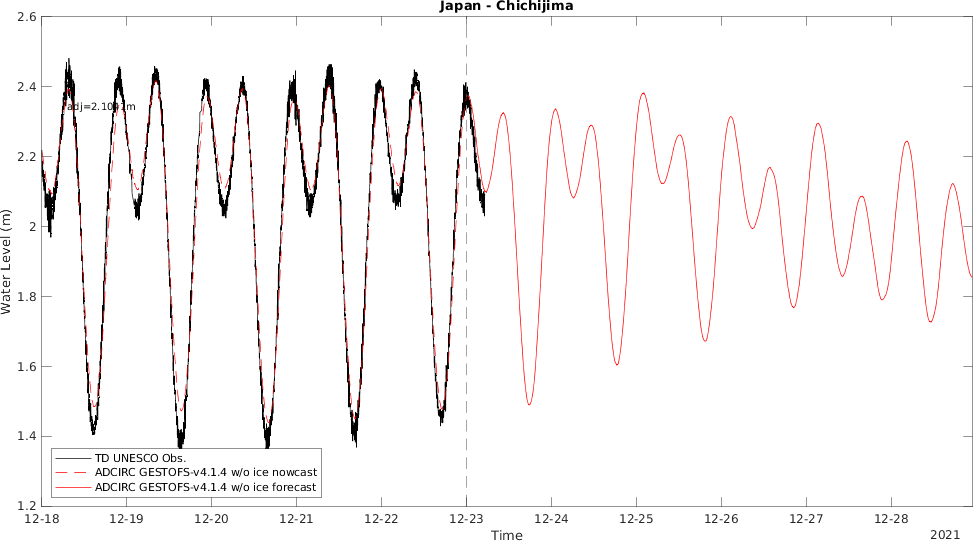 Japan - Chichijima
2.6
2.4
2.2
2
1.8
1.6
1.4
1.2
Water Level (m)
TD UNESCO Obs.
ADCIRC GESTOFS-v4.1.4 w/o ice nowcast
ADCIRC GESTOFS-v4.1.4 w/o ice forecast
12-18 12-19 12-20 12-21 12-22 12-23 12-24 12-25 12-26 12-27 12-28
Time
2021